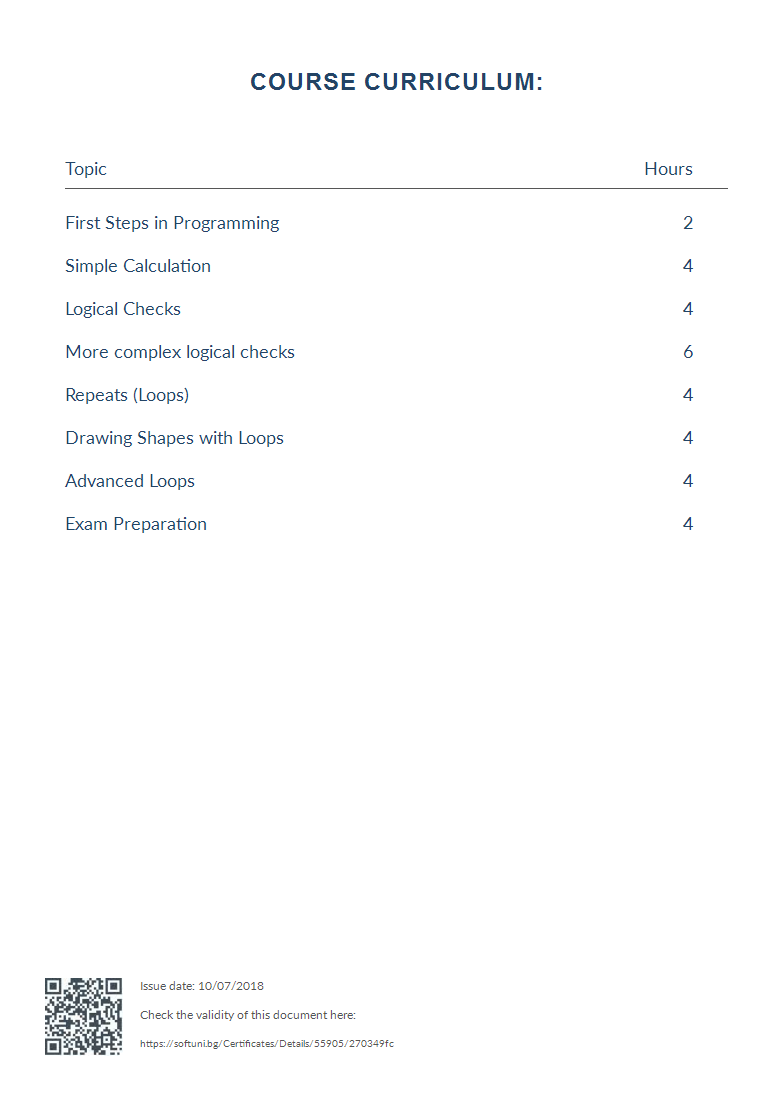 COURSE CURRICULUM:
Topic Hours
First Steps in Programming 2
Simple Calculation 4
Logical Checks 4
More complex logical checks 6
Repeats (Loops) 4
Drawing Shapes with Loops 4
Advanced Loops 4
Exam Preparation 4
Issue date: 10/07/2018
Check the validity of this document here:
https://softuni.bg/Certificates/Details/55905/270349fc